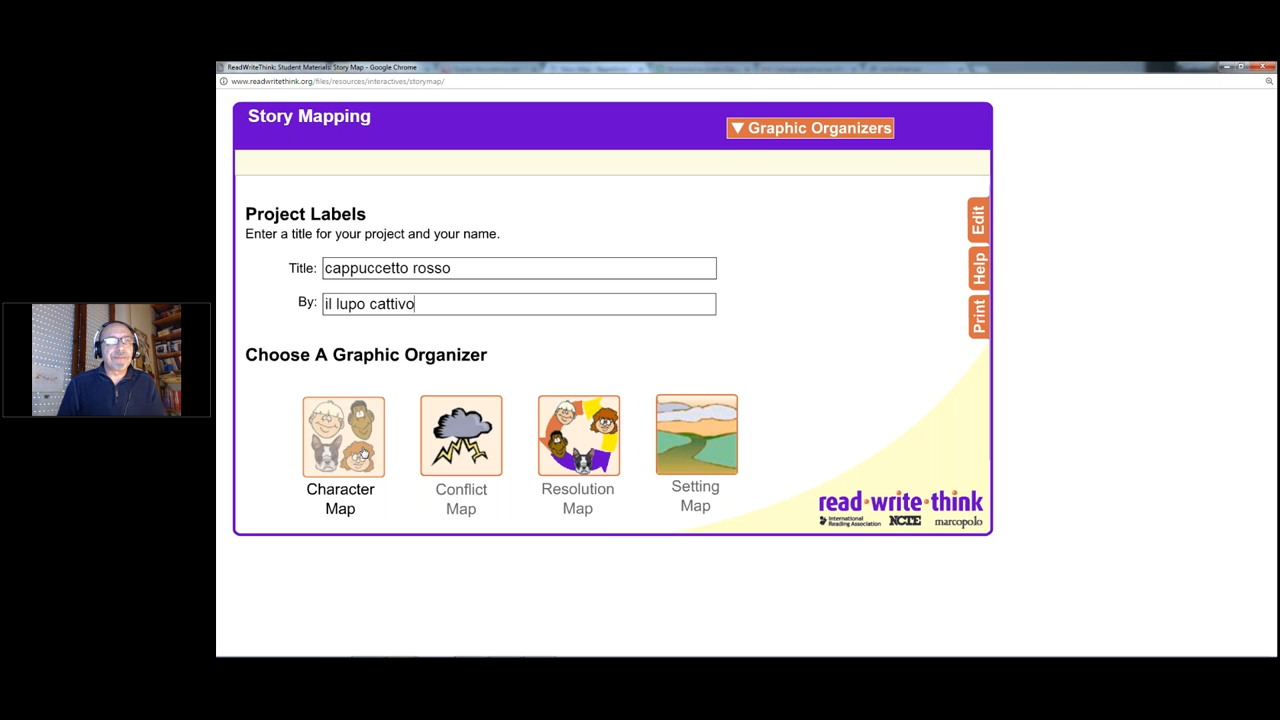 ReadWriteThink: Student Materials: Story Map - Google Chrome
www.readwritethink.org/files/resources/interactives/storymap/
Story Mapping
▼ Graphic Organizers
Project Labels
Enter a title for your project and your name.
Title: cappuccetto rosso
By: il lupo cattivo
Edit
Help
Print
Choose A Graphic Organizer
Character
Map
Conflict
Map
Resolution
Map
Setting
Map
read·write·think
International
Reading Association
NCTE
marcopolo